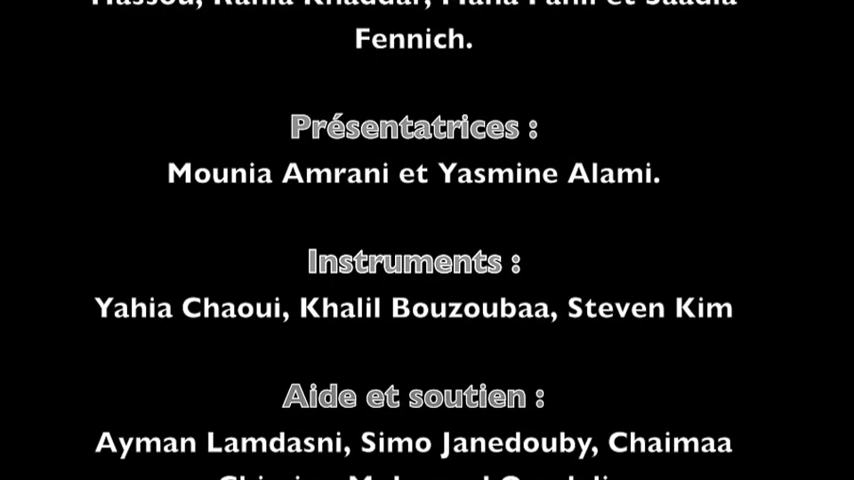 Fennich.
Présentatrices :
Mounia Amrani et Yasmine Alami.
Instruments :
Yahia Chaoui, Khalil Bouzoubaa, Steven Kim
Aide et soutien :
Ayman Lamdasni, Simo Janedouby, Chaimaa